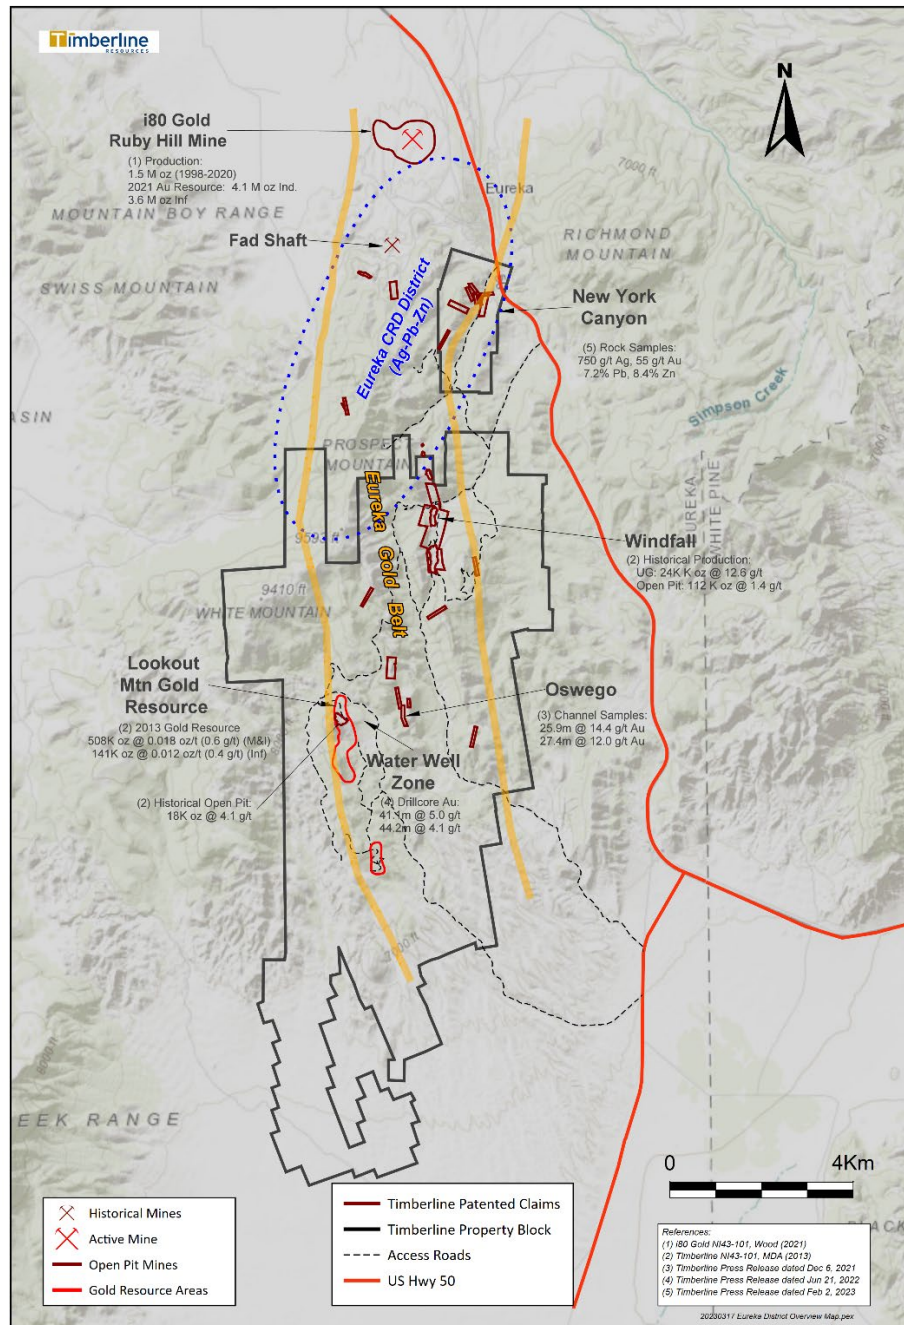 Timberline
RESOURCES
N
i80 Gold
Ruby Hill Mine
(1) Production:
1.5 M oz (1998-2020)
2021 Au Resource: 4.1 M oz Ind.
3.6 M oz Inf
7000 ft
Eureka
MOUNTAIN BOY RANGE
Fad Shaft
RICHMOND
MOUNTAIN
SWISS MOUNTAIN
Eureka CRD District
(Ag-Pb-Zn)
New York
Canyon
(5) Rock Samples:
750 g/t Ag, 55 g/t Au
7.2% Pb, 8.4% Zn
Simpson Creek
ASIN
PROSPECT
MOUNTAIN
7000 ft
EUREKA
WHITE PINE
Eureka Gold Belt
Windfall
(2) Historical Production:
UG: 24K K oz @ 12.6 g/t
Open Pit: 112 K oz @ 1.4 g/t
9593 ft
9410 ft
WHITE MOUNTAIN
Lookout
Mtn Gold
Resource
(2) 2013 Gold Resource
508K oz @ 0.018 oz/t (0.6 g/t) (M&I)
141K oz @ 0.012 oz/t (0.4 g/t) (Inf)
Oswego
(3) Channel Samples:
25.9m @ 14.4 g/t Au
27.4m @ 12.0 g/t Au
Water Well
Zone
(4) Drillcore Au:
41.1m @ 5.0 g/t
44.2m @ 4.1 g/t
(2) Historical Open Pit:
18K oz @ 4.1 g/t
EEK RANGE
0 4Km
BLACK
Historical Mines
Active Mine
Open Pit Mines
Gold Resource Areas
Timberline Patented Claims
Timberline Property Block
Access Roads
US Hwy 50
References:
(1) i80 Gold NI43-101, Wood (2021)
(2) Timberline NI43-101, MDA (2013)
(3) Timberline Press Release dated Dec 6, 2021
(4) Timberline Press Release dated Jun 21, 2022
(5) Timberline Press Release dated Feb 2, 2023
20230317 Eureka District Overview Map.pex